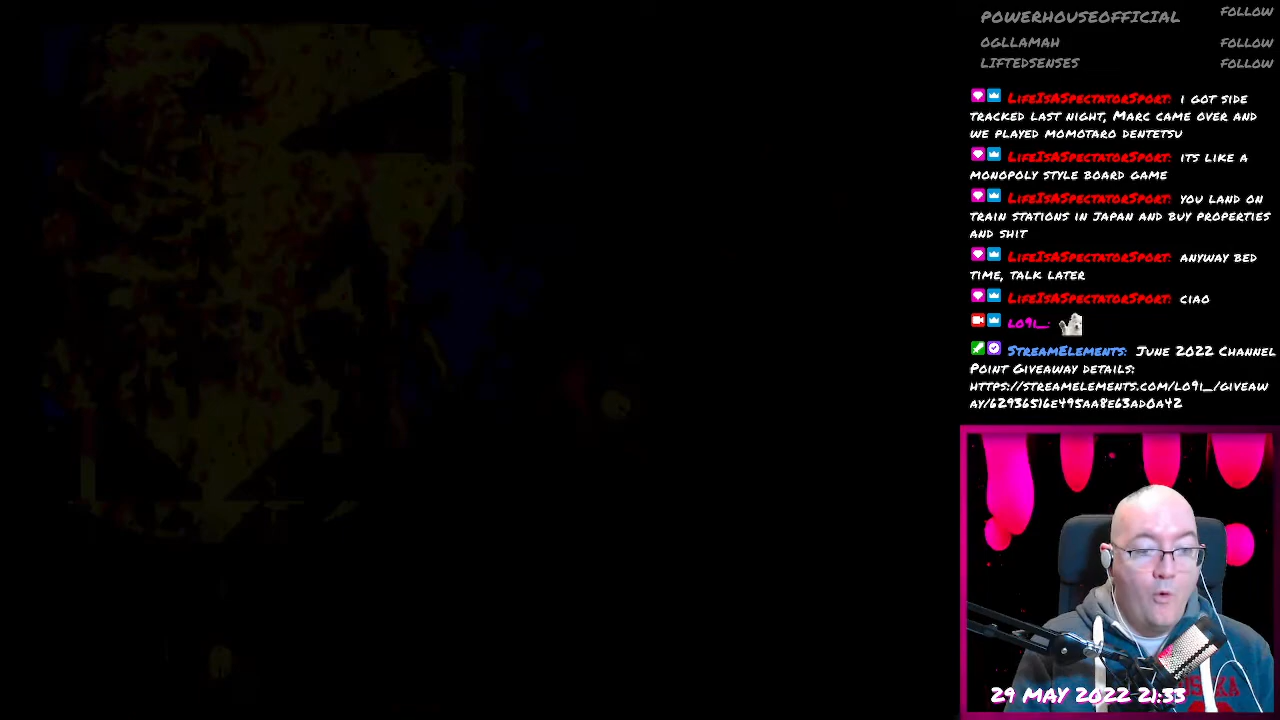 POWERHOUSEOFFICIAL FOLLOW
OGLLAMAH FOLLOW
LIFTEDSENSES FOLLOW
LIFEISASPECTATORSPORT: I GOT SIDE
TRACKED LAST NIGHT, MARC CAME OVER AND
WE PLAYED MOMOTARO DENTETSU
LIFEISASPECTATORSPORT: ITS LIKE A
MONOPOLY STYLE BOARD GAME
LIFEISASPECTATORSPORT: YOU LAND ON
TRAIN STATIONS IN JAPAN AND BUY PROPERTIES
AND SHIT
LIFEISASPECTATORSPORT: ANYWAY BED
TIME, TALK LATER
LIFEISASPECTATORSPORT: CIAO
LO9I_:
STREAMELEMENTS: JUNE 2022 CHANNEL
POINT GIVEAWAY DETAILS:
HTTPS://STREAMELEMENTS.COM/LO9I_/GIVEAW
AY/62936516E495AA8E63AD0A42
29 MAY 2022 21:33